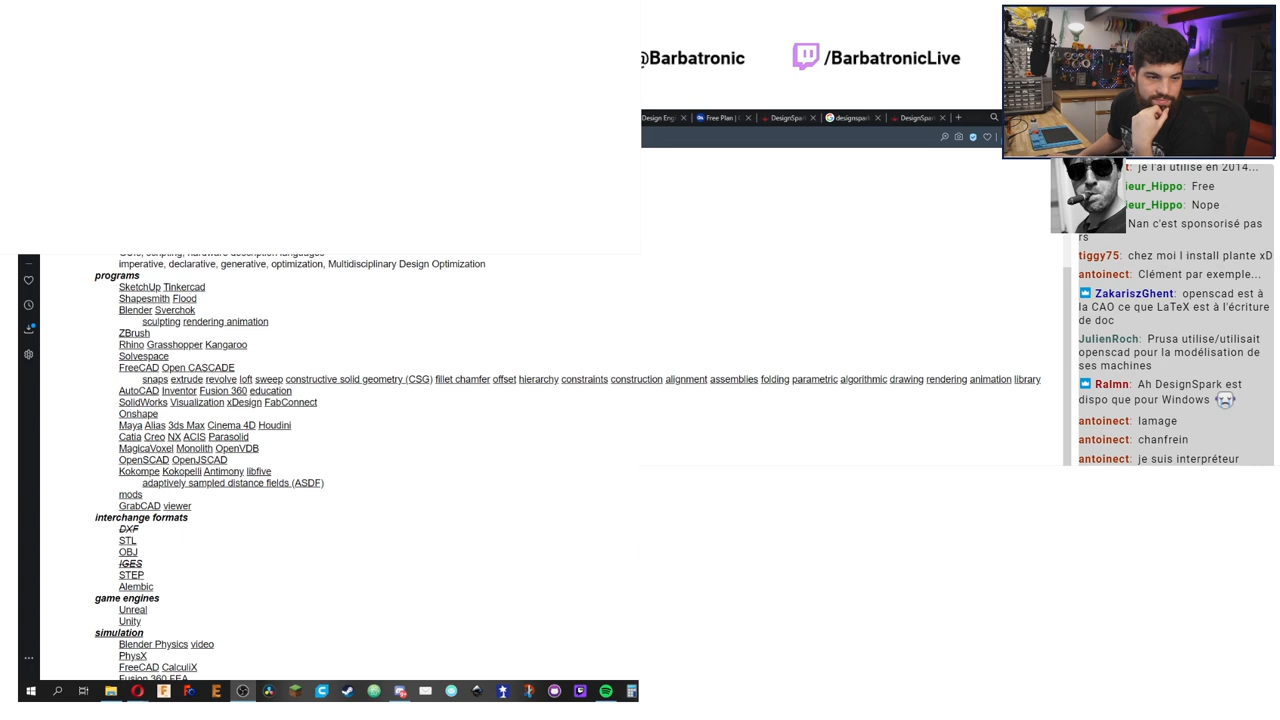 @Barbatronic
/BarbatronicLive
Design Engi
Free Plan | O
DesignSpar
designspark
DesignSpark
t: je l'ai utilisé en 2014...
ieur_Hippo: Free
ieur_Hippo: Nope
Nan c'est sponsorisé pas
rs
tiggy75: chez moi l install plante xD
antoinect: Clément par exemple...
ZakariszGhent: openscad est à
la CAO ce que LaTeX est à l'écriture
de doc
JulienRoch: Prusa utilise/utilisait
openscad pour la modélisation de
ses machines
Ralmn: Ah DesignSpark est
dispo que pour Windows
antoinect: lamage
antoinect: chanfrein
antoinect: je suis interpréteur
imperative, declarative, generative, optimization, Multidisciplinary Design Optimization
programs
SketchUp Tinkercad
Shapesmith Flood
Blender Sverchok
sculpting rendering animation
ZBrush
Rhino Grasshopper Kangaroo
Solvespace
FreeCAD Open CASCADE
snaps extrude revolve loft sweep constructive solid geometry (CSG) fillet chamfer offset hierarchy constraints construction alignment assemblies folding parametric algorithmic drawing rendering animation library
AutoCAD Inventor Fusion 360 education
SolidWorks Visualization xDesign FabConnect
Onshape
Maya Alias 3ds Max Cinema 4D Houdini
Catia Creo NX ACIS Parasolid
MagicaVoxel Monolith OpenVDB
OpenSCAD OpenJSCAD
Kokompe Kokopelli Antimony libfive
adaptively sampled distance fields (ASDF)
mods
GrabCAD viewer
interchange formats
DXF
STL
OBJ
IGES
STEP
Alembic
game engines
Unreal
Unity
simulation
Blender Physics video
PhysX
FreeCAD CalculiX
Fusion 360 FEA